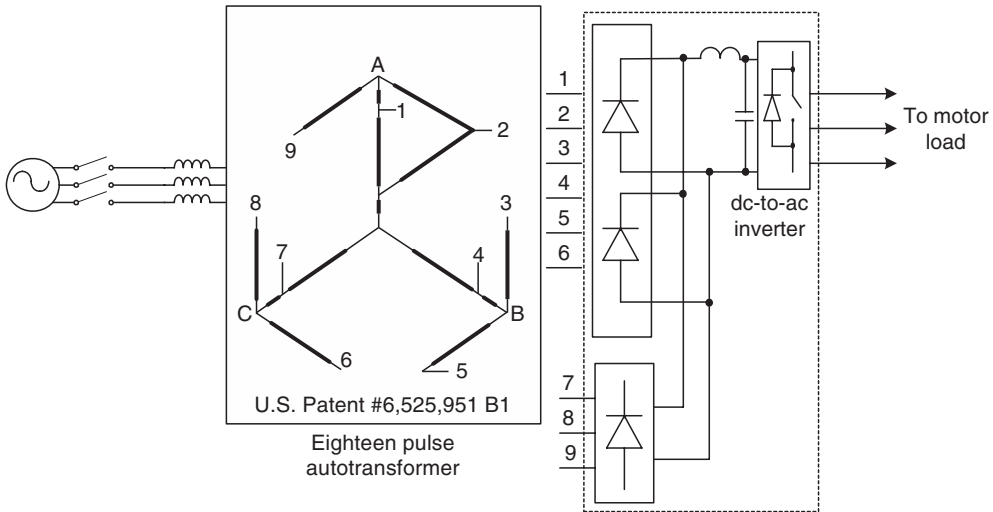 A
1
2
9
8
3
7
4
C
B
6
5
U.S. Patent #6,525,951 B1
Eighteen pulse
autotransformer
1
2
3
4
5
6
7
8
9
dc-to-ac
inverter
To motor
load